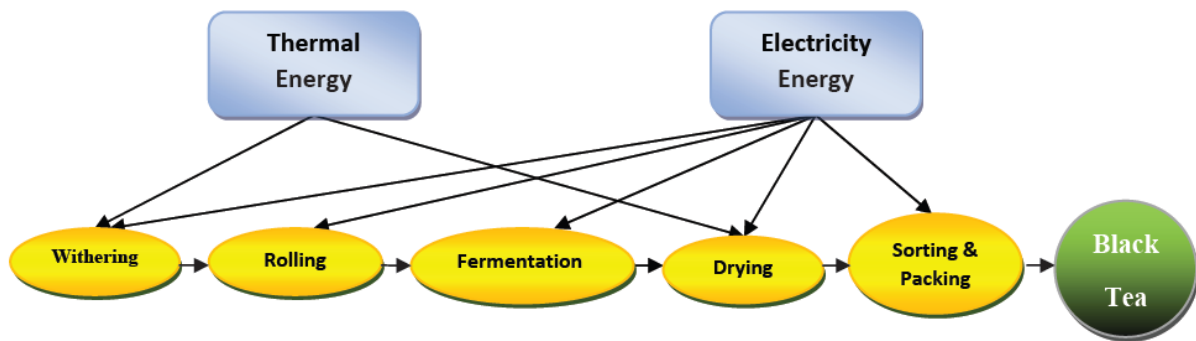 Thermal
Energy
Electricity
Energy
Withering
Rolling
Fermentation
Drying
Sorting &
Packing
Black
Tea